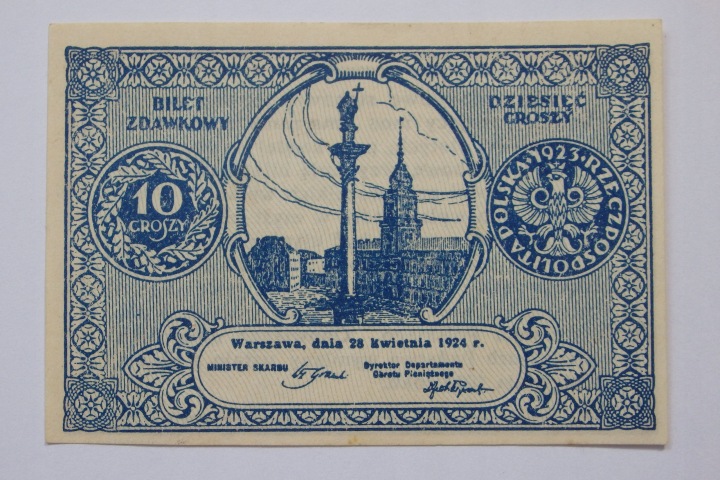 BILET
ZDAWKOWY
DZIESIĘĆ
GROSZY
10
GROSZY
RZECZPOSPOLITA POLSKA · 1923 ·
Warszawa, dnia 28 Kwietnia 1924 r.
MINISTER SKARBU
Dyrektor Departamentu
Obrotu Pieniężnego